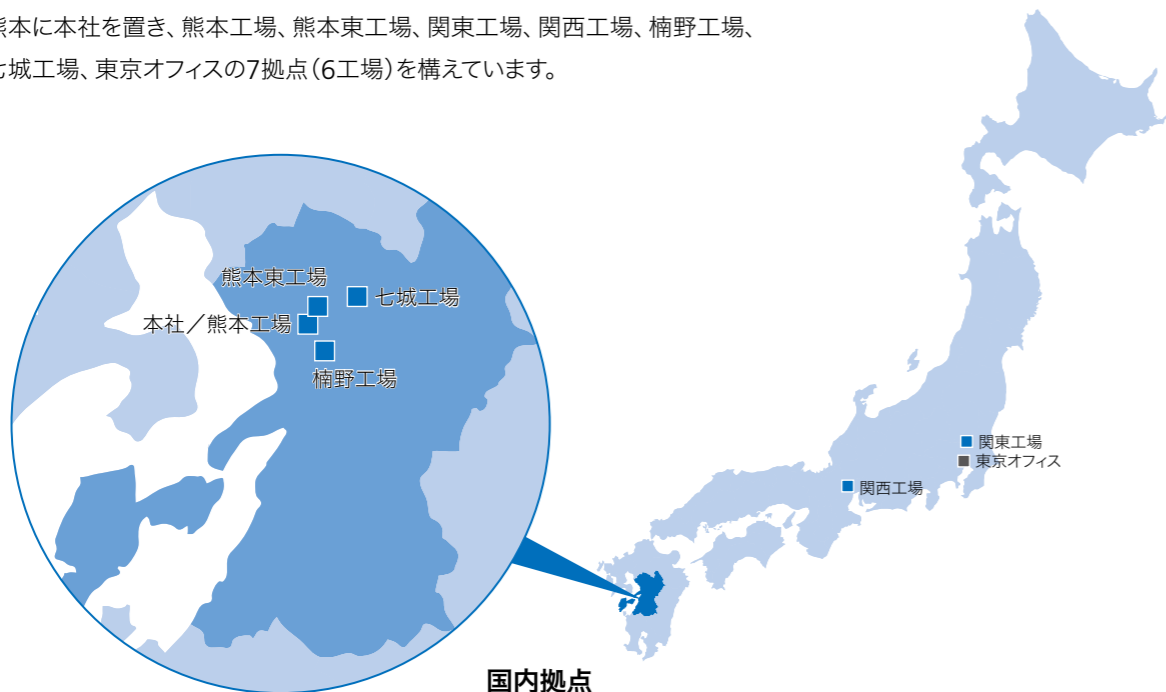 熊本に本社を置き、熊本工場、熊本東工場、関東工場、関西工場、楠野工場、
七城工場、東京オフィスの7拠点(6工場)を構えています。
熊本東工場
七城工場
本社／熊本工場
楠野工場
関東工場
東京オフィス
関西工場
国内拠点